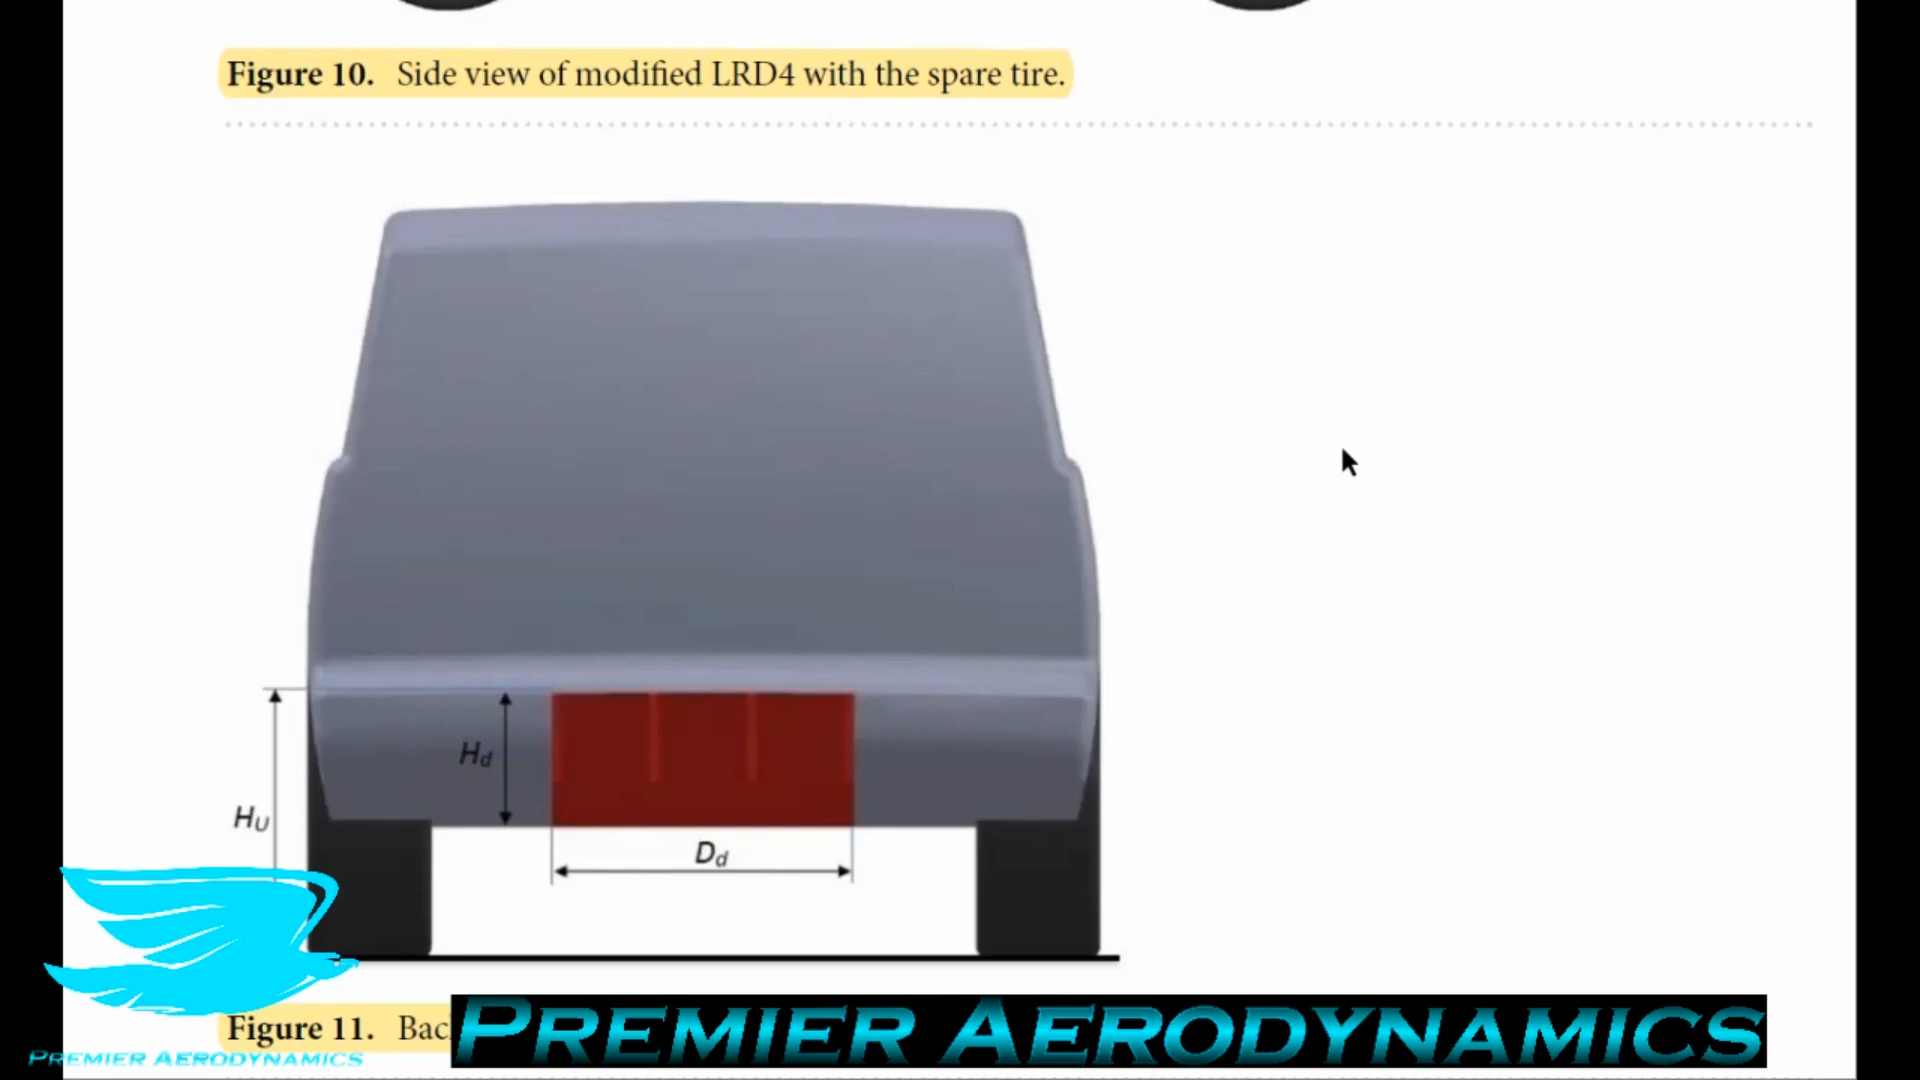 Figure 10. Side view of modified LRD4 with the spare tire.
Hd
HU
Dd
Figure 11.
PREMIER AERODYNAMICS
PREMIER AERODYNAMICS